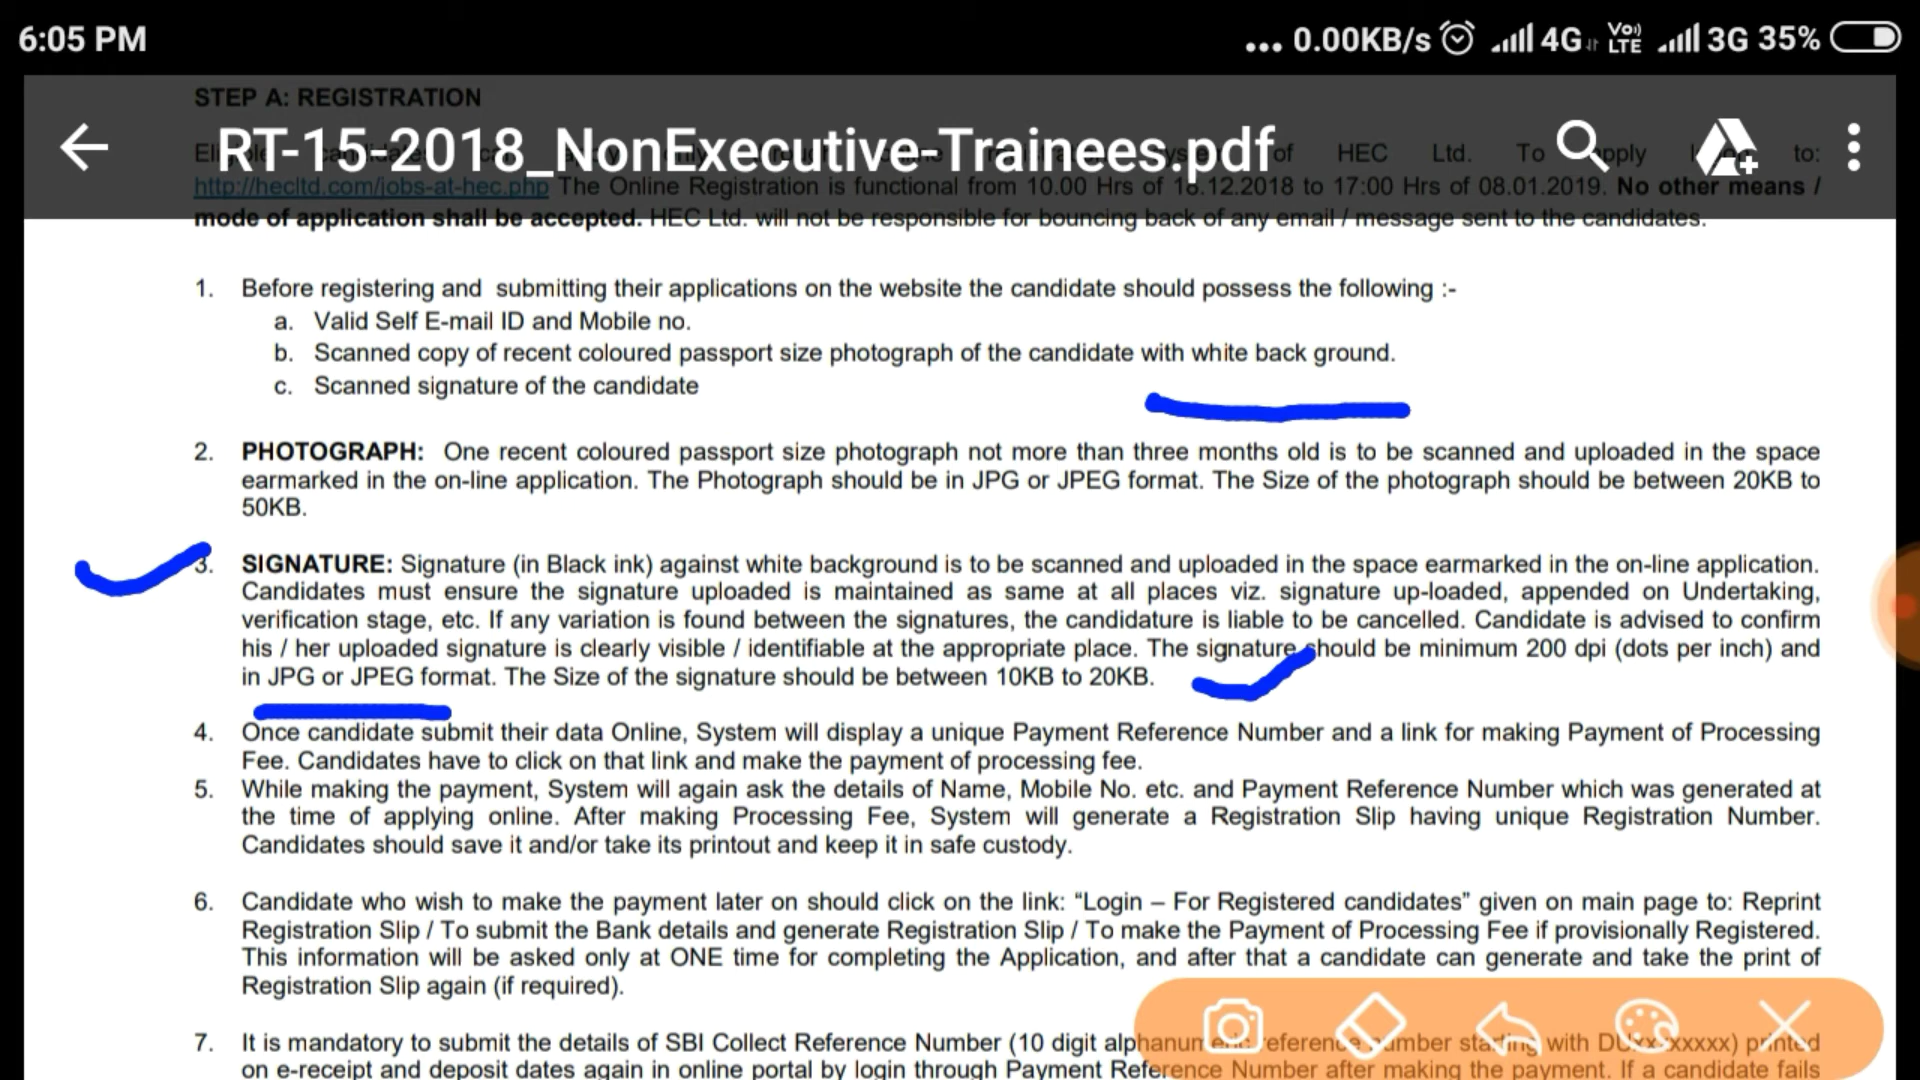 6:05 PM
... 0.00KB/s 4G Vo) LTE 3G 35%
STEP A: REGISTRATION
RT-15-2018_NonExecutive-Trainees.pdf
of HEC Ltd. To to:
http://hecltd.com/jobs-at-hec.php The Online Registration is functional from 10.00 Hrs of 18.12.2018 to 17:00 Hrs of 08.01.2019. No other means /
mode of application shall be accepted. HEC Ltd. will not be responsible for bouncing back of any email / message sent to the candidates.
1. Before registering and submitting their applications on the website the candidate should possess the following :-
a. Valid Self E-mail ID and Mobile no.
b. Scanned copy of recent coloured passport size photograph of the candidate with white back ground.
c. Scanned signature of the candidate
2. PHOTOGRAPH: One recent coloured passport size photograph not more than three months old is to be scanned and uploaded in the space
earmarked in the on-line application. The Photograph should be in JPG or JPEG format. The Size of the photograph should be between 20KB to
50KB.
3. SIGNATURE: Signature (in Black ink) against white background is to be scanned and uploaded in the space earmarked in the on-line application.
Candidates must ensure the signature uploaded is maintained as same at all places viz. signature up-loaded, appended on Undertaking,
verification stage, etc. If any variation is found between the signatures, the candidature is liable to be cancelled. Candidate is advised to confirm
his / her uploaded signature is clearly visible / identifiable at the appropriate place. The signature should be minimum 200 dpi (dots per inch) and
in JPG or JPEG format. The Size of the signature should be between 10KB to 20KB.
4. Once candidate submit their data Online, System will display a unique Payment Reference Number and a link for making Payment of Processing
Fee. Candidates have to click on that link and make the payment of processing fee.
5. While making the payment, System will again ask the details of Name, Mobile No. etc. and Payment Reference Number which was generated at
the time of applying online. After making Processing Fee, System will generate a Registration Slip having unique Registration Number.
Candidates should save it and/or take its printout and keep it in safe custody.
6. Candidate who wish to make the payment later on should click on the link: “Login – For Registered candidates” given on main page to: Reprint
Registration Slip / To submit the Bank details and generate Registration Slip / To make the Payment of Processing Fee if provisionally Registered.
This information will be asked only at ONE time for completing the Application, and after that a candidate can generate and take the print of
Registration Slip again (if required).
7. It is mandatory to submit the details of SBI Collect Reference Number (10 digit alphanumeric reference number starting with printed
on e-receipt and deposit dates again in online portal by login through Payment Reference Number after making the payment. If a candidate fails